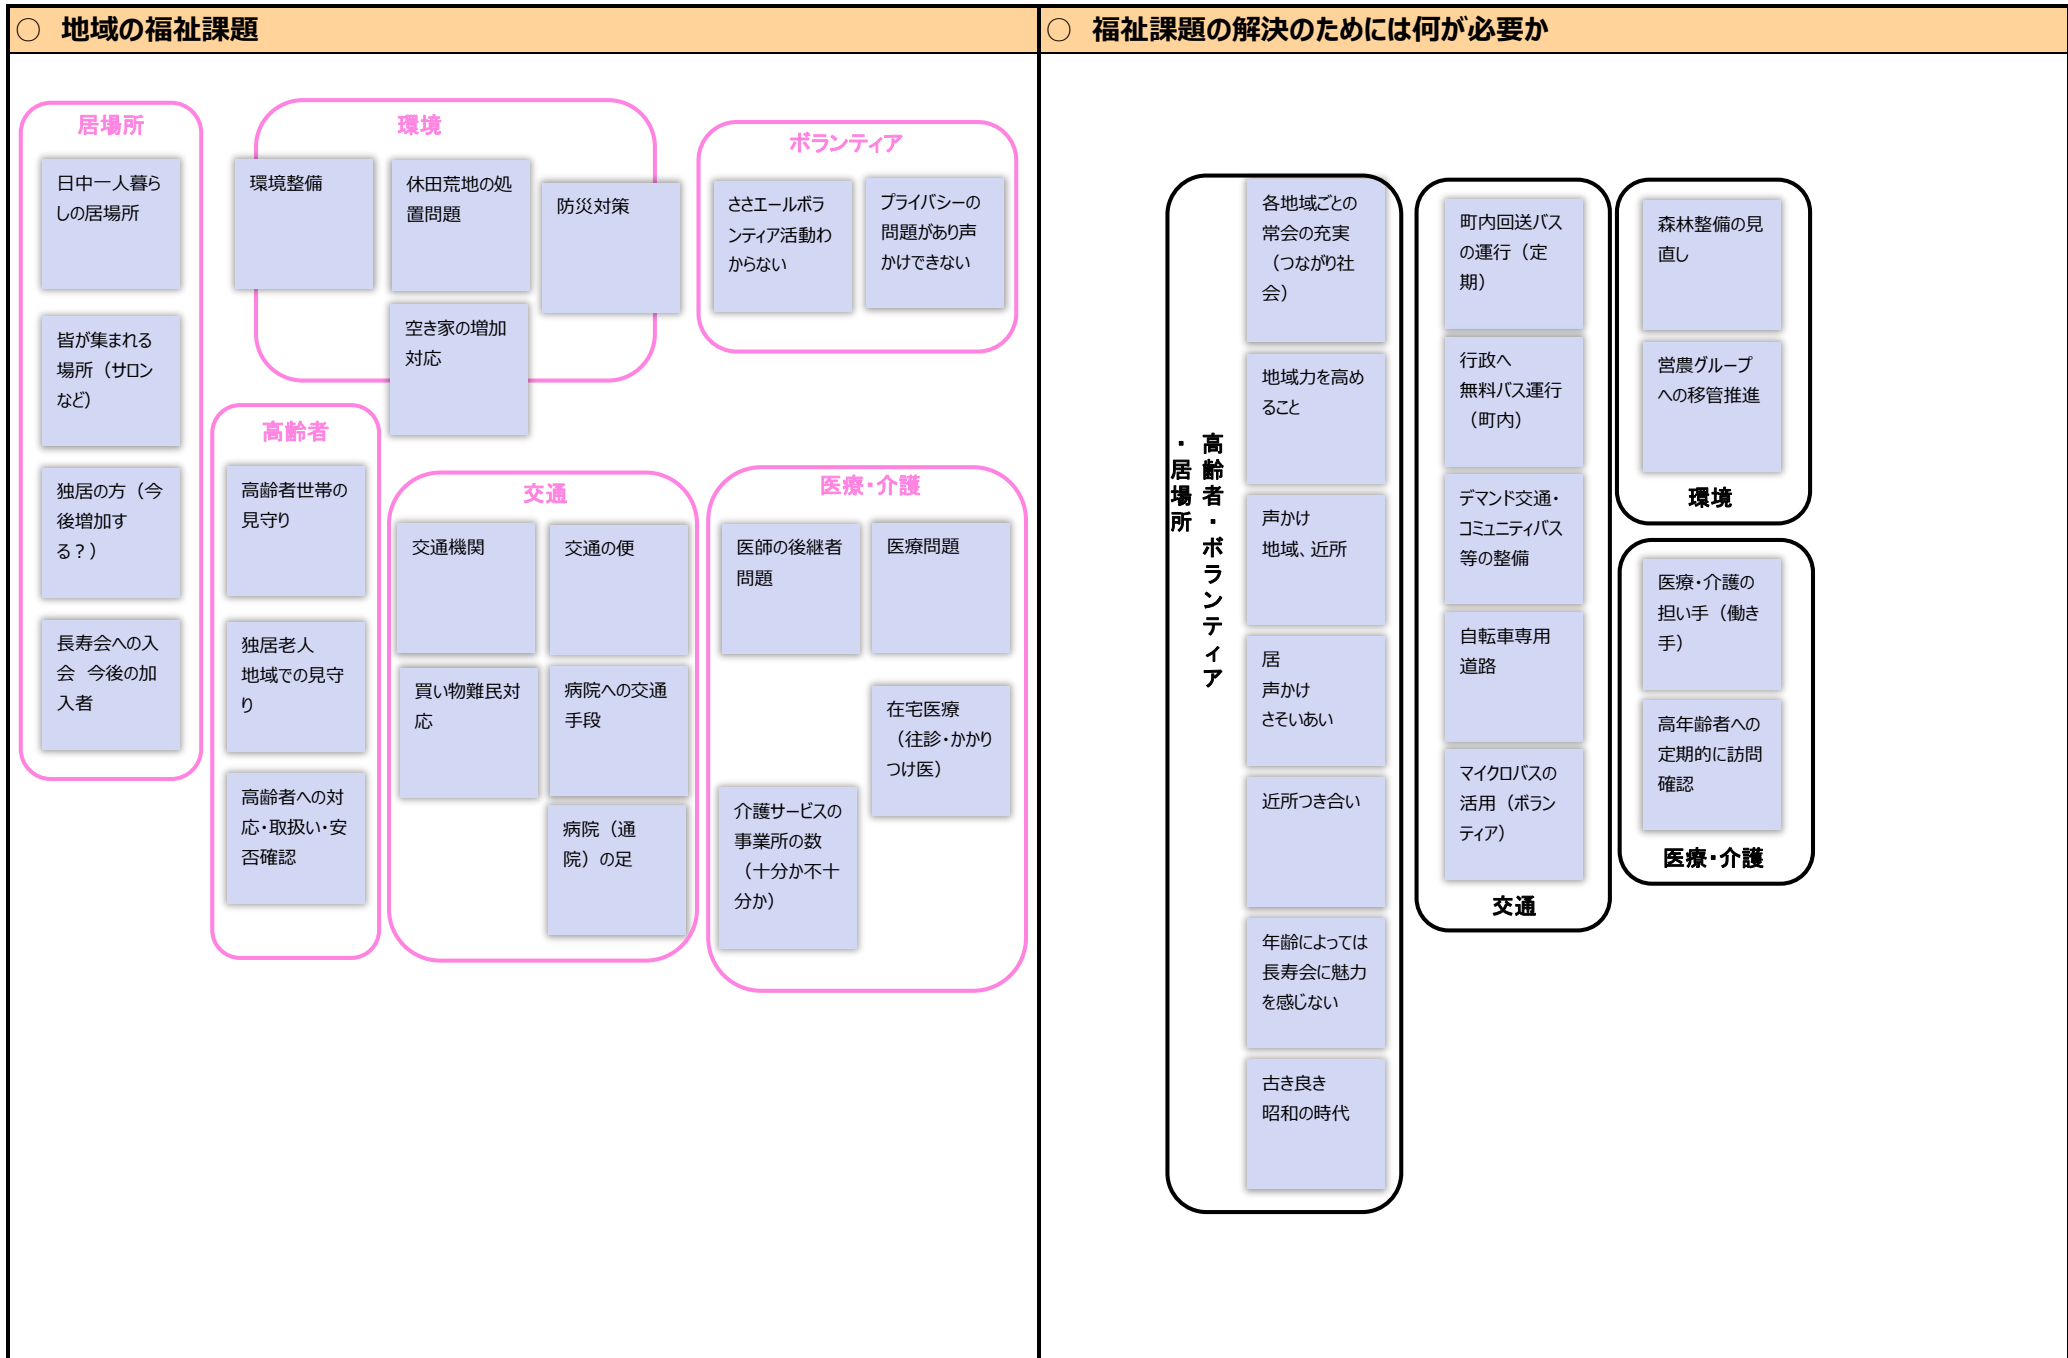 ○ 地域の福祉課題
居場所
日中一人暮ら
しの居場所
皆が集まれる
場所（サロン
など）
独居の方（今
後増加す
る？）
長寿会への入
会　今後の加
入者
環境
環境整備
休田荒地の処
置問題
防災対策
空き家の増加
対応
ボランティア
ささエールボラ
ンティア活動わ
からない
プライバシーの
問題があり声
かけできない
高齢者
高齢者世帯の
見守り
独居老人
地域での見守
り
高齢者への対
応・取扱い・安
否確認
交通
交通機関
交通の便
買い物難民対
応
病院への交通
手段
病院（通
院）の足
医療・介護
医師の後継者
問題
医療問題
在宅医療
（往診・かかり
つけ医）
介護サービスの
事業所の数
（十分か不十
分か）
○ 福祉課題の解決のためには何が必要か
高齢者・ボランティア
・居場所
各地域ごとの
常会の充実
（つながり社
会）
地域力を高め
ること
声かけ
地域、近所
居
声かけ
さそいあい
近所つき合い
年齢によっては
長寿会に魅力
を感じない
古き良き
昭和の時代
町内回送バス
の運行（定
期）
行政へ
無料バス運行
（町内）
デマンド交通・
コミュニティバス
等の整備
自転車専用
道路
マイクロバスの
活用（ボラン
ティア）
交通
森林整備の見
直し
営農グループ
への移管推進
環境
医療・介護の
担い手（働き
手）
高年齢者への
定期的に訪問
確認
医療・介護